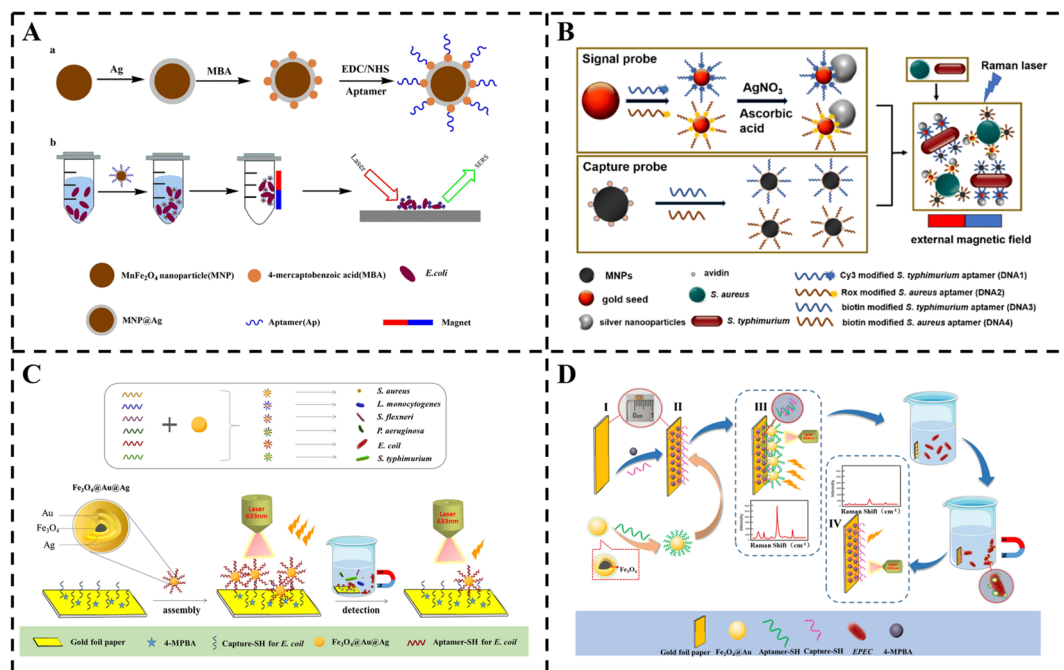 A
a
Ag
MBA
EDC/NHS
Aptamer
b
Laser
SERS
MnFe₂O₄ nanoparticle(MNP)
4-mercaptobenzoic acid(MBA)
E.coli
MNP@Ag
Aptamer(Ap)
Magnet
B
Signal probe
AgNO₃
Ascorbic
acid
Raman laser
Capture probe
external magnetic field
MNPs
avidin
Cy3 modified S. typhimurium aptamer (DNA1)
gold seed
S. aureus
Rox modified S. aureus aptamer (DNA2)
biotin modified S. typhimurium aptamer (DNA3)
silver nanoparticles
S. typhimurium
biotin modified S. aureus aptamer (DNA4)
C
S. aureus
L. monocytogenes
S. flexneri
P. aeruginosa
E. coil
S. typhimurium
Fe₃O₄@Au@Ag
Au
Fe₃O₄
Ag
Laser
633nm
Laser
633nm
assembly
detection
Gold foil paper
4-MPBA
Capture-SH for E. coil
Fe₃O₄@Au@Ag
Aptamer-SH for E. coil
D
I
II
III
0cm 1
Fe₃O₄
Intensity
Raman Shift (cm⁻¹)
Intensity
Raman Shift (cm⁻¹)
IV
Gold foil paper
Fe₃O₄@Au
Aptamer-SH
Capture-SH
EPEC
4-MPBA